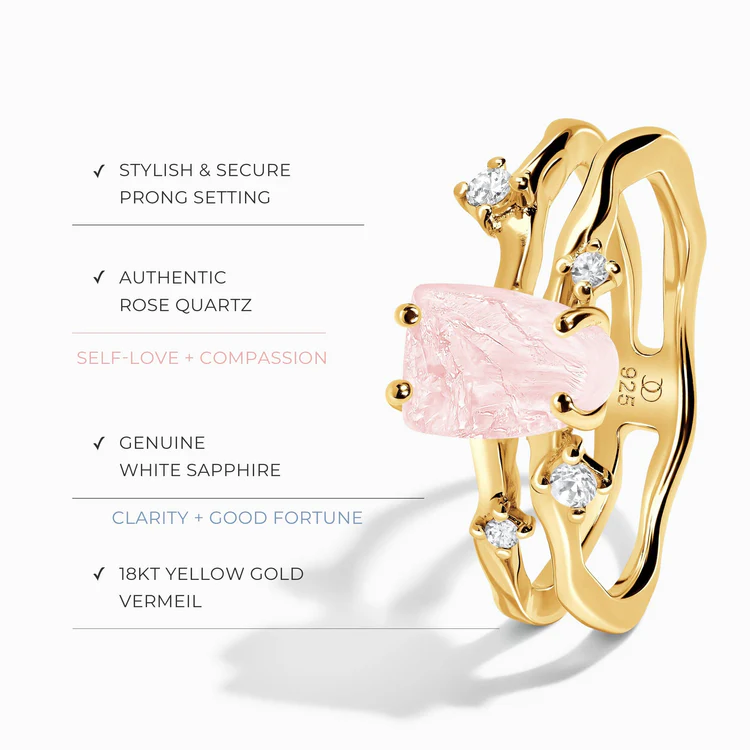 ✓ STYLISH & SECURE
PRONG SETTING
✓ AUTHENTIC
ROSE QUARTZ
SELF-LOVE + COMPASSION
✓ GENUINE
WHITE SAPPHIRE
CLARITY + GOOD FORTUNE
✓ 18KT YELLOW GOLD
VERMEIL
925